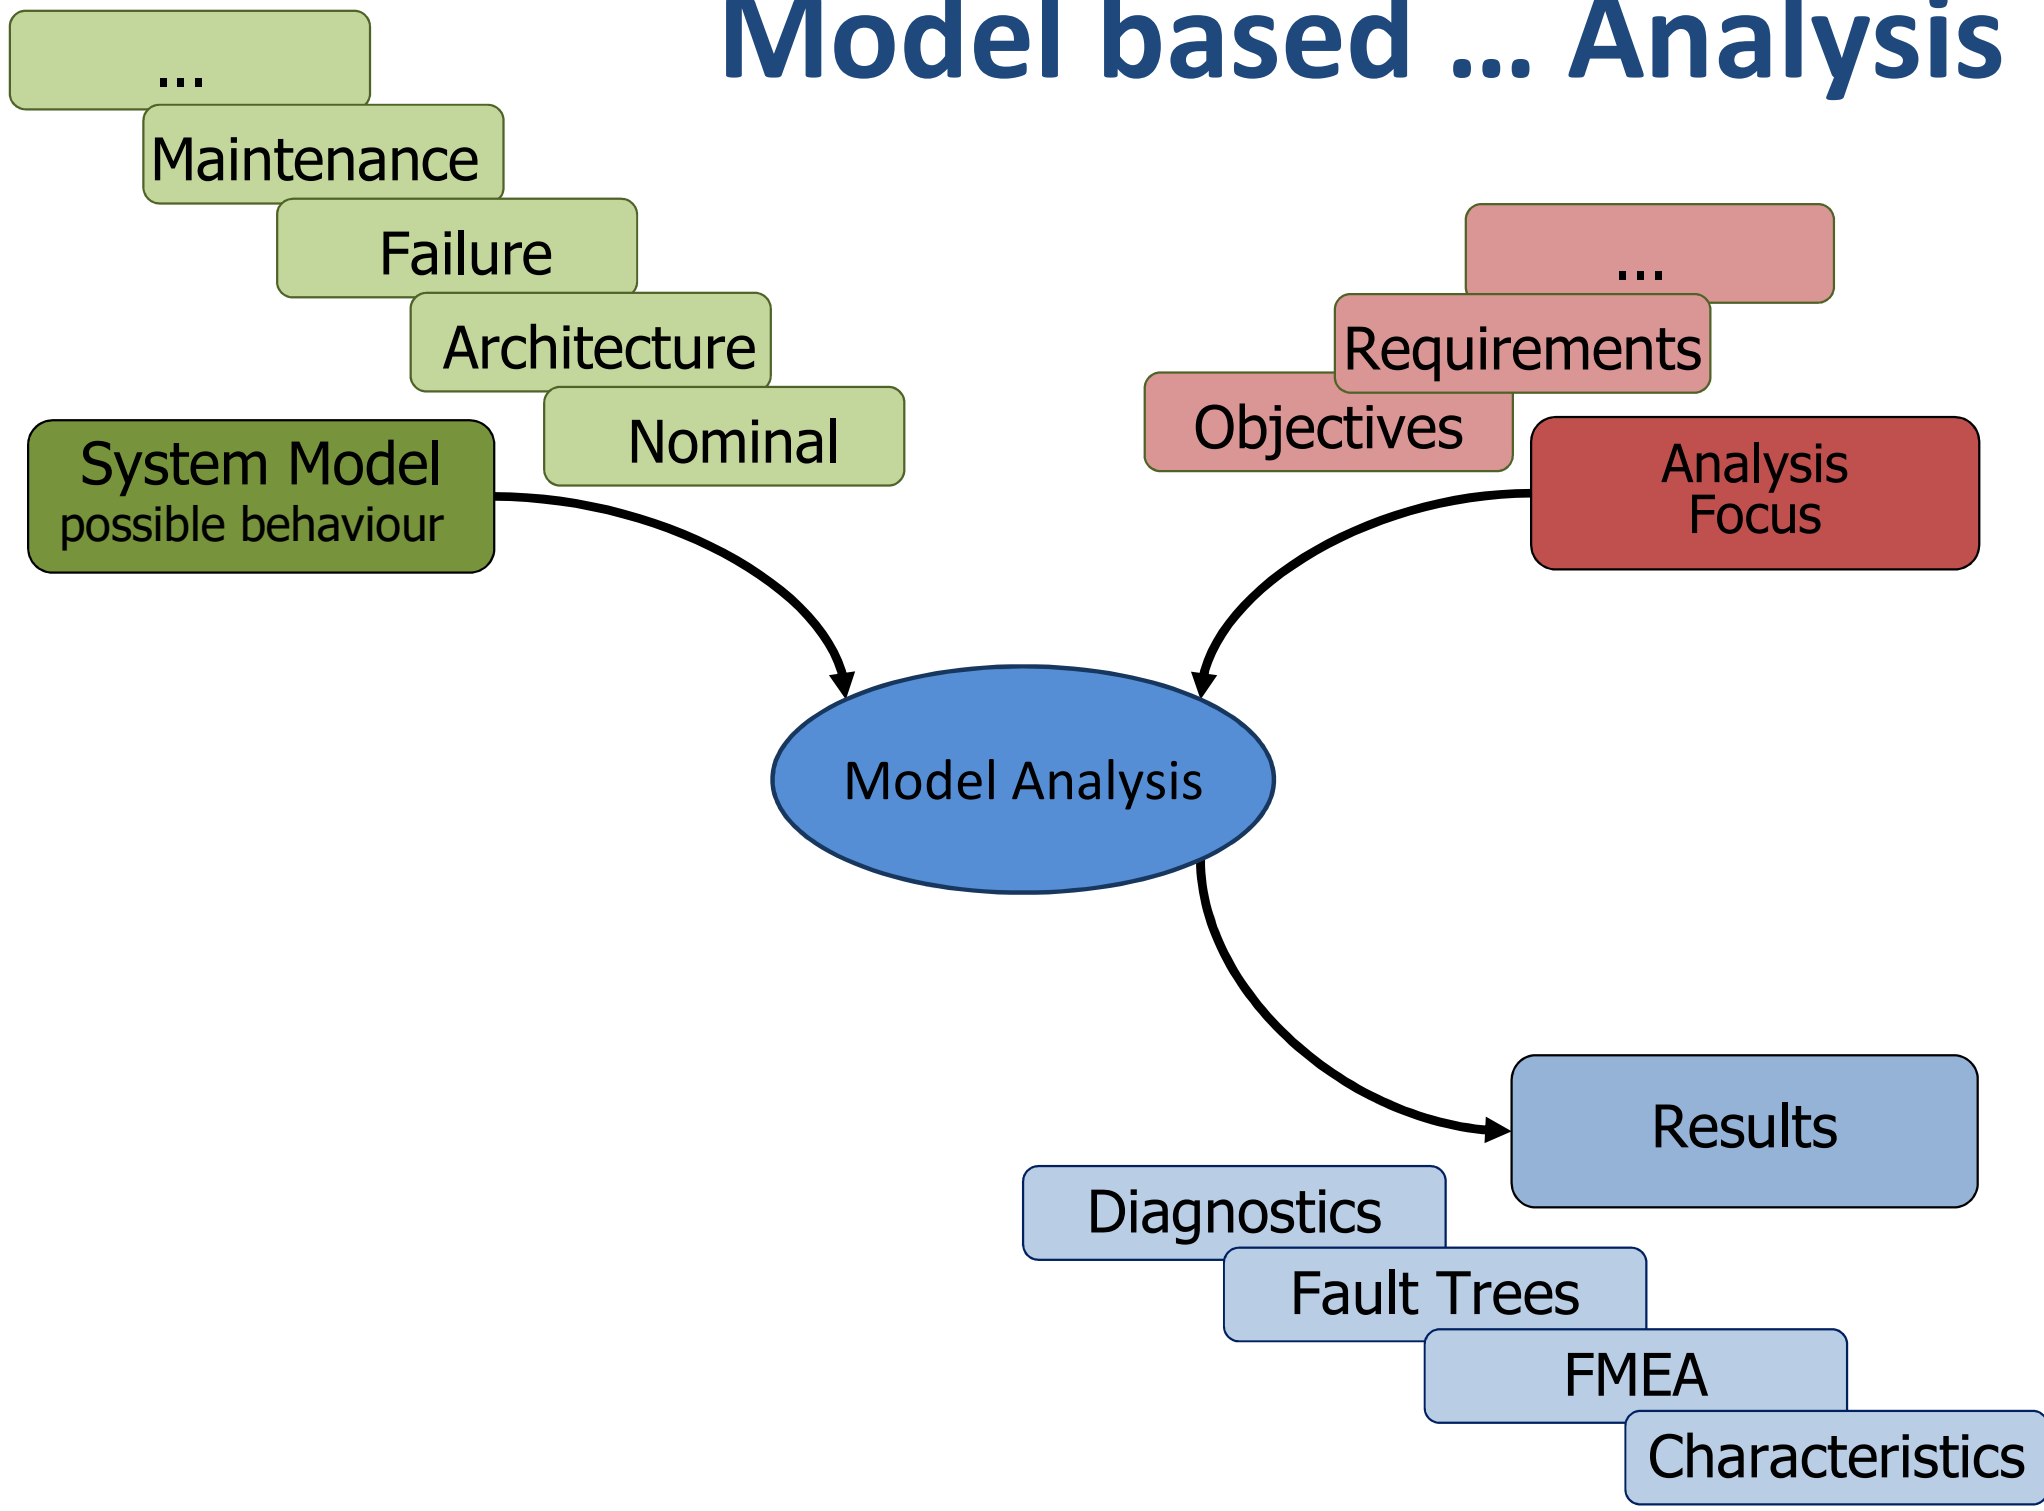 Model based ... Analysis
...
Maintenance
Failure
Architecture
Nominal
System Model
possible behaviour
...
Requirements
Objectives
Analysis
Focus
Model Analysis
Results
Diagnostics
Fault Trees
FMEA
Characteristics